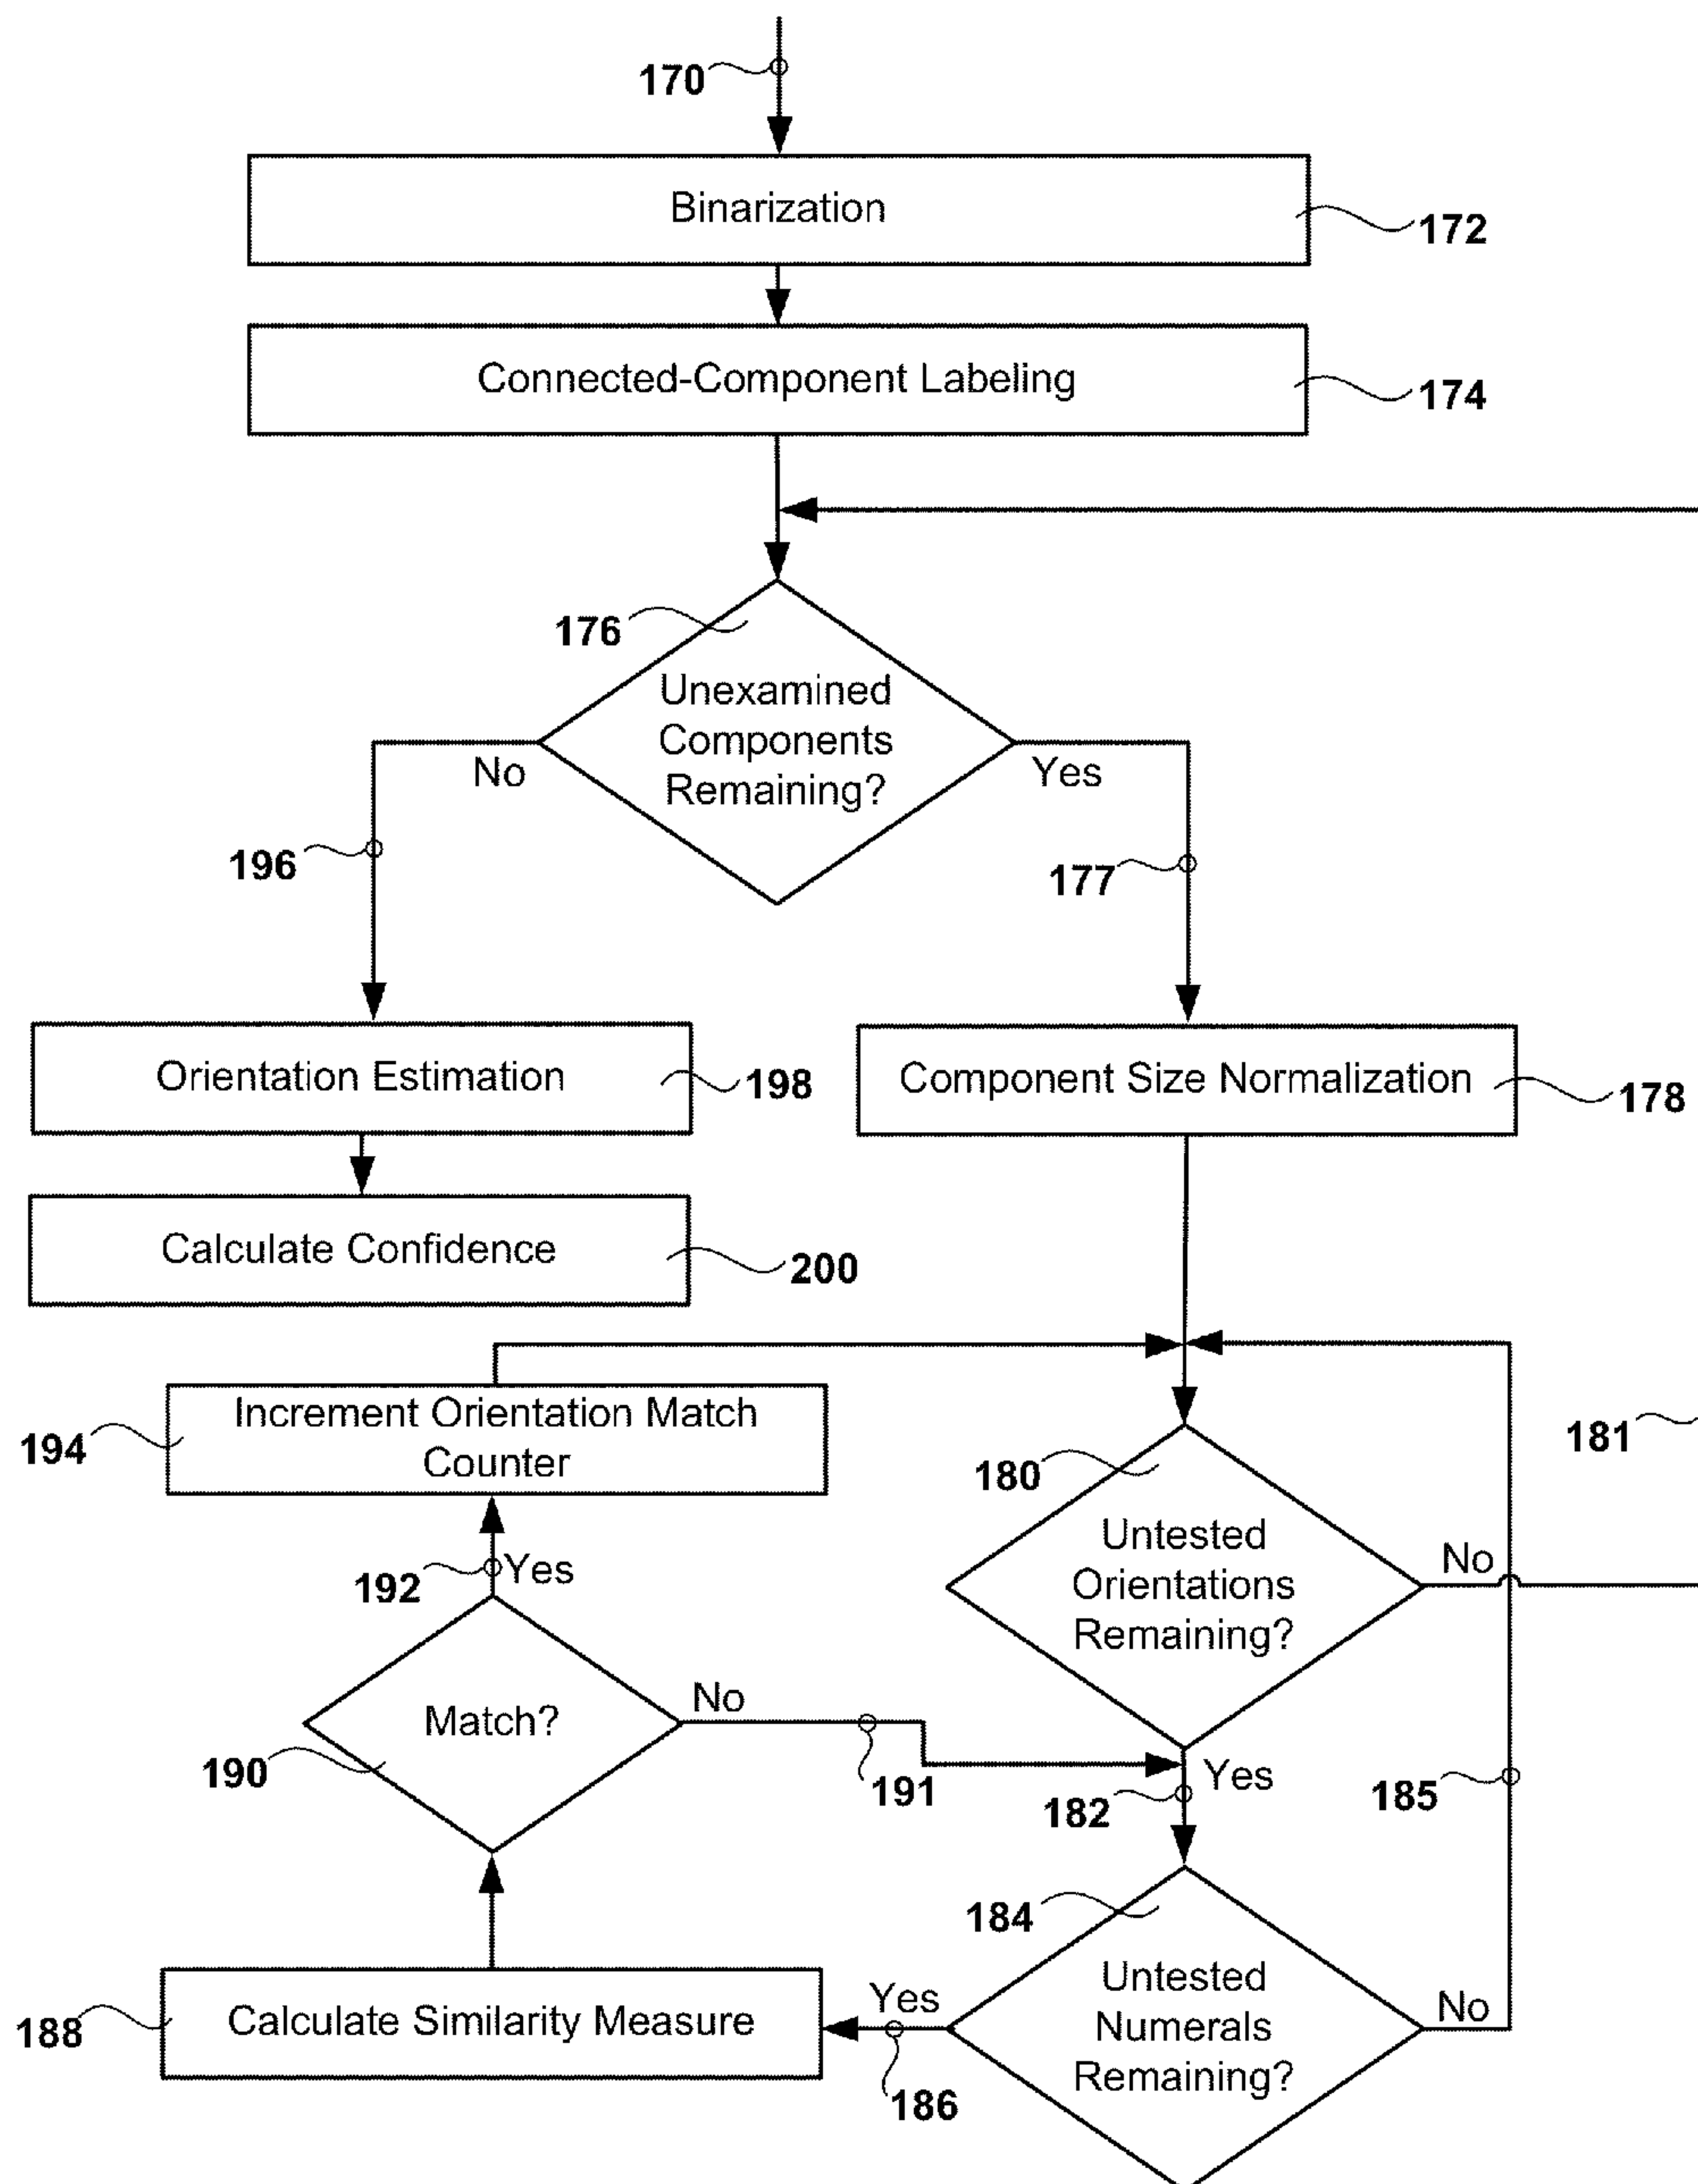 170
Binarization
172
Connected-Component Labeling
174
176
Unexamined
Components
Remaining?
No
Yes
196
177
Orientation Estimation
198
Component Size Normalization
178
Calculate Confidence
200
Increment Orientation Match
Counter
194
181
180
Untested
Orientations
Remaining?
No
192
Yes
Match?
No
190
191
Yes
182
185
184
Untested
Numerals
Remaining?
Yes
No
Calculate Similarity Measure
188
186